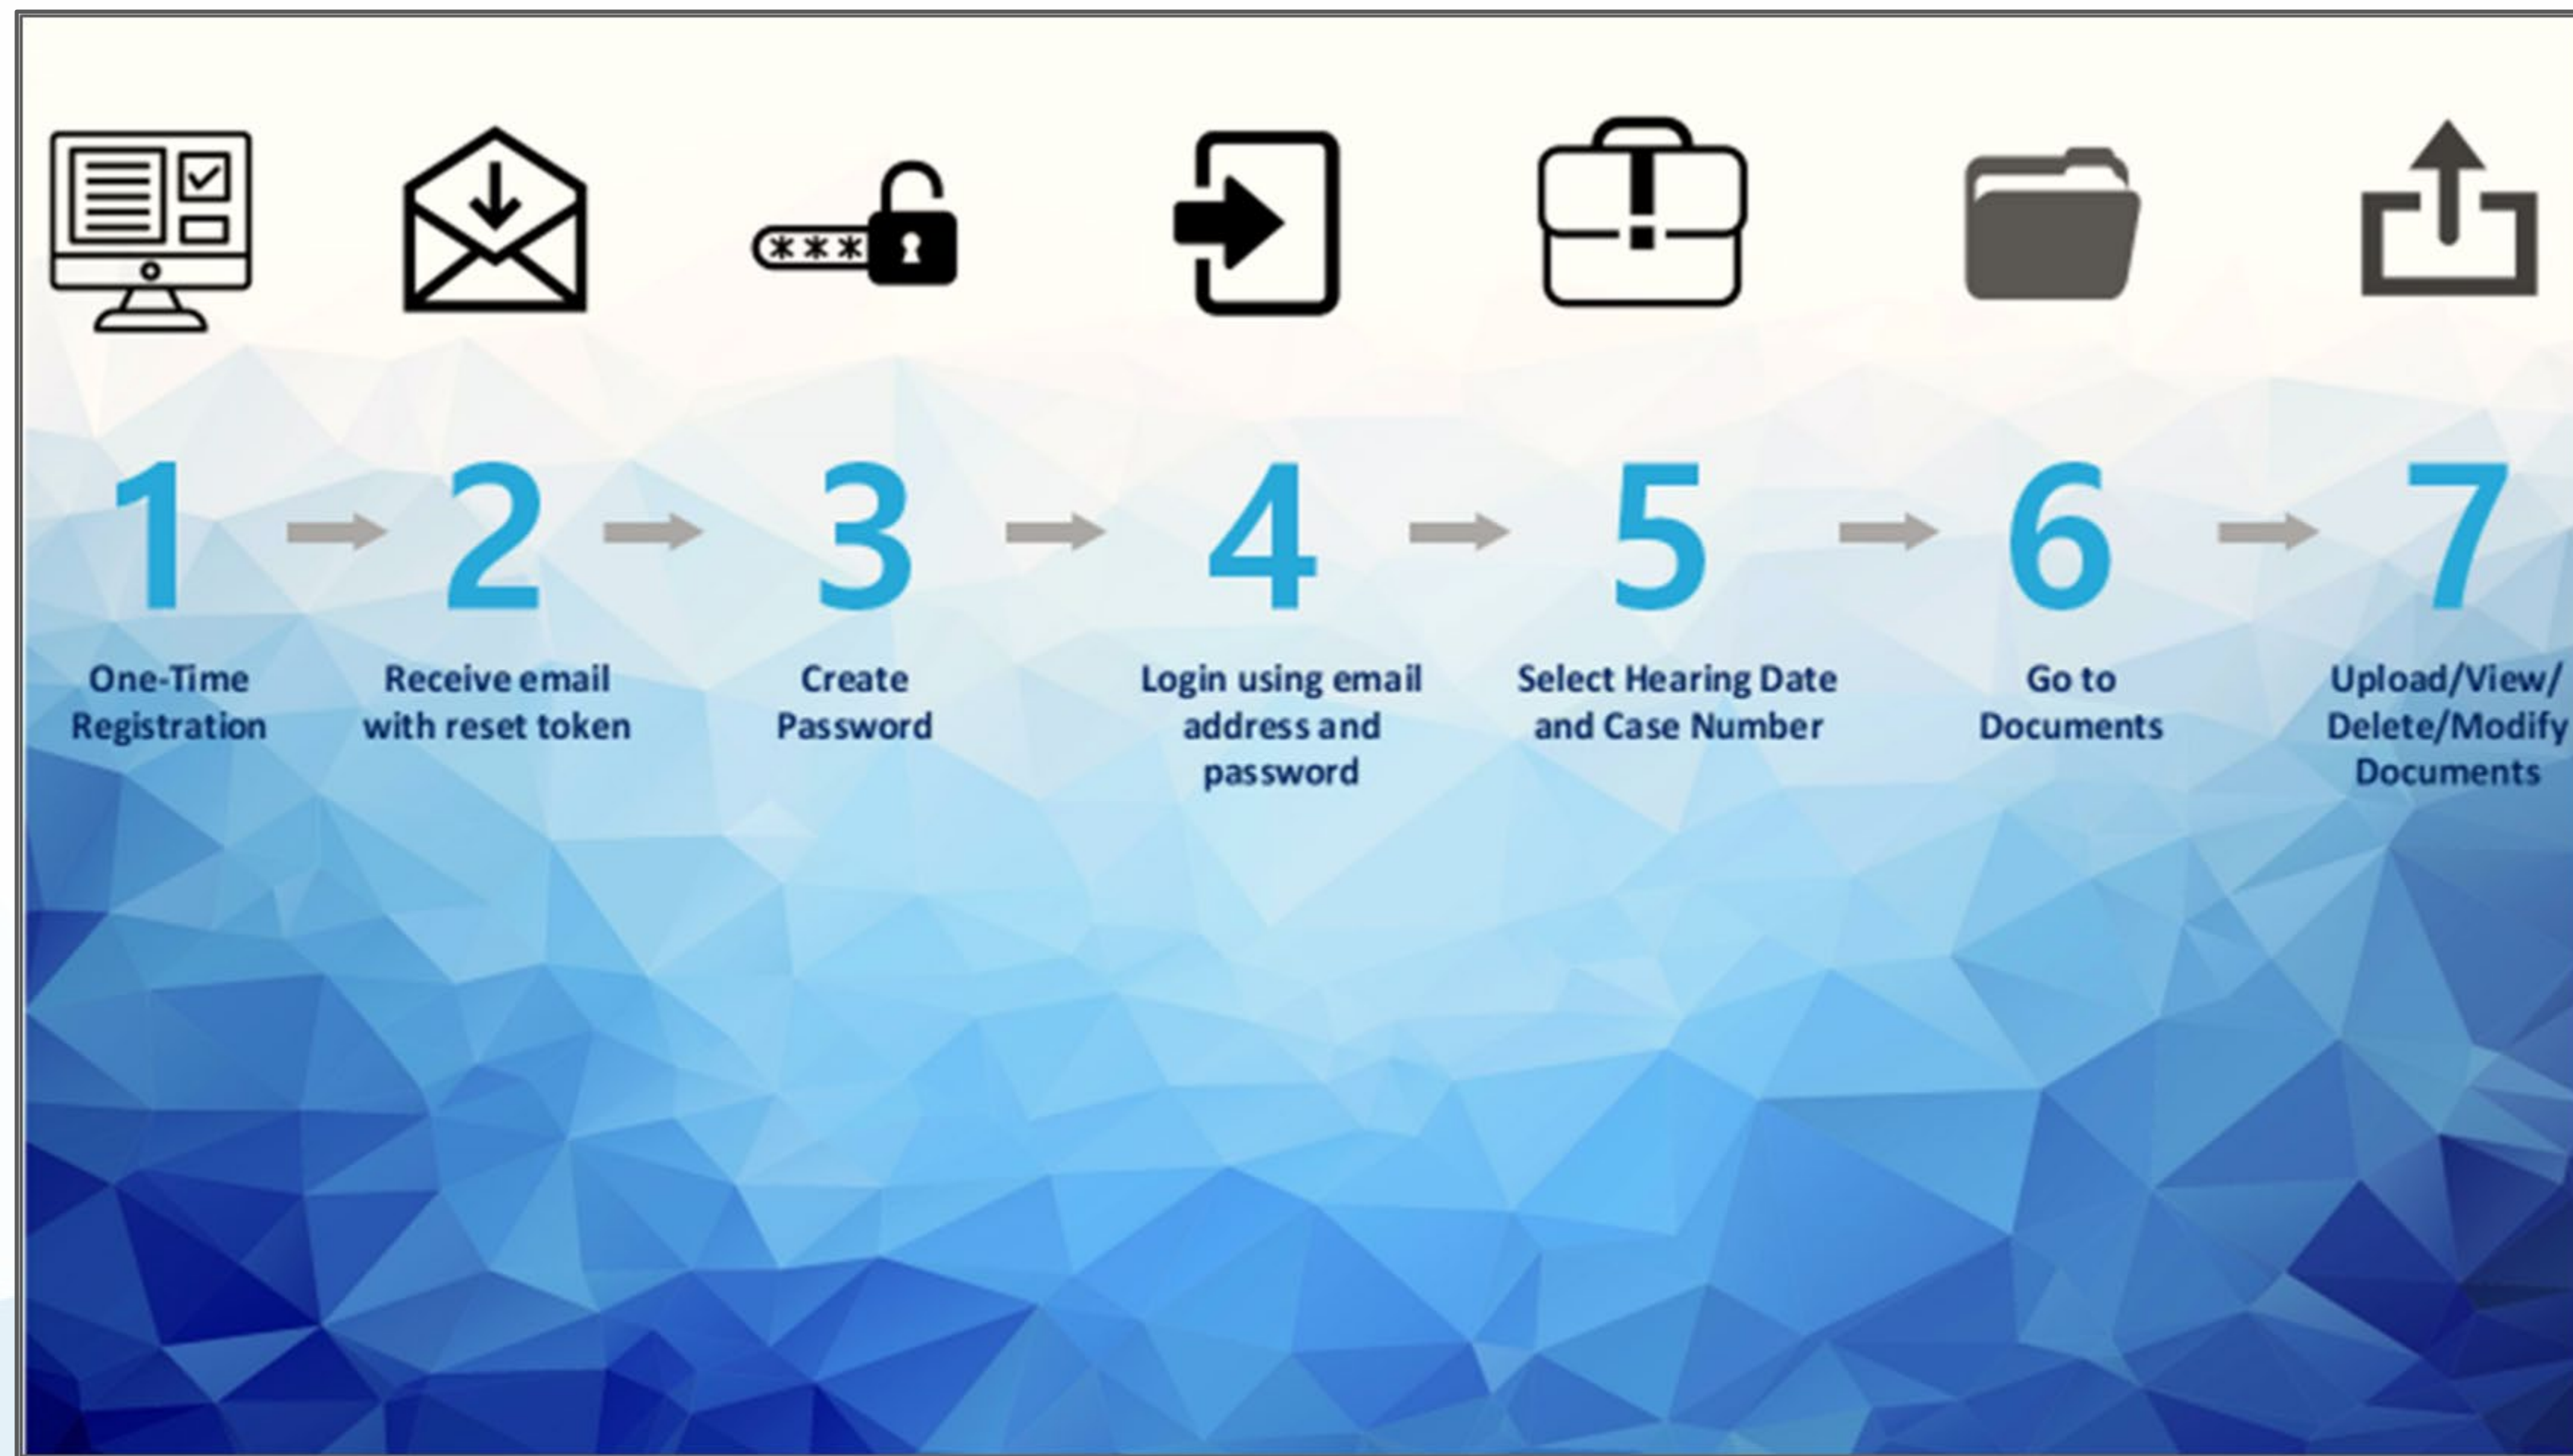 ***
1
2
3
4
5
6
7
One-Time
Registration
Receive email
with reset token
Create
Password
Login using email
address and
password
Select Hearing Date
and Case Number
Go to
Documents
Upload/View/
Delete/Modify
Documents